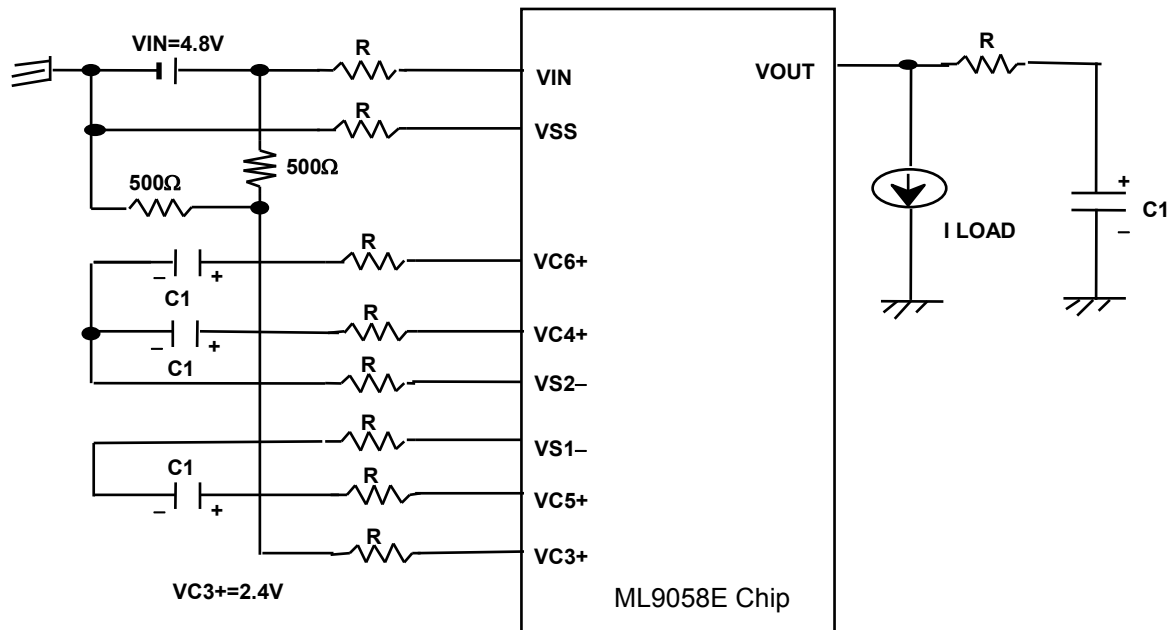 VIN=4.8V
R
VIN
VOUT
R
R
VSS
500Ω
500Ω
I LOAD
+
C1
–
R
VC6+
– +
C1
R
VC4+
– +
C1
R
VS2–
R
VS1–
C1
R
VC5+
– +
R
VC3+
VC3+=2.4V
ML9058E Chip